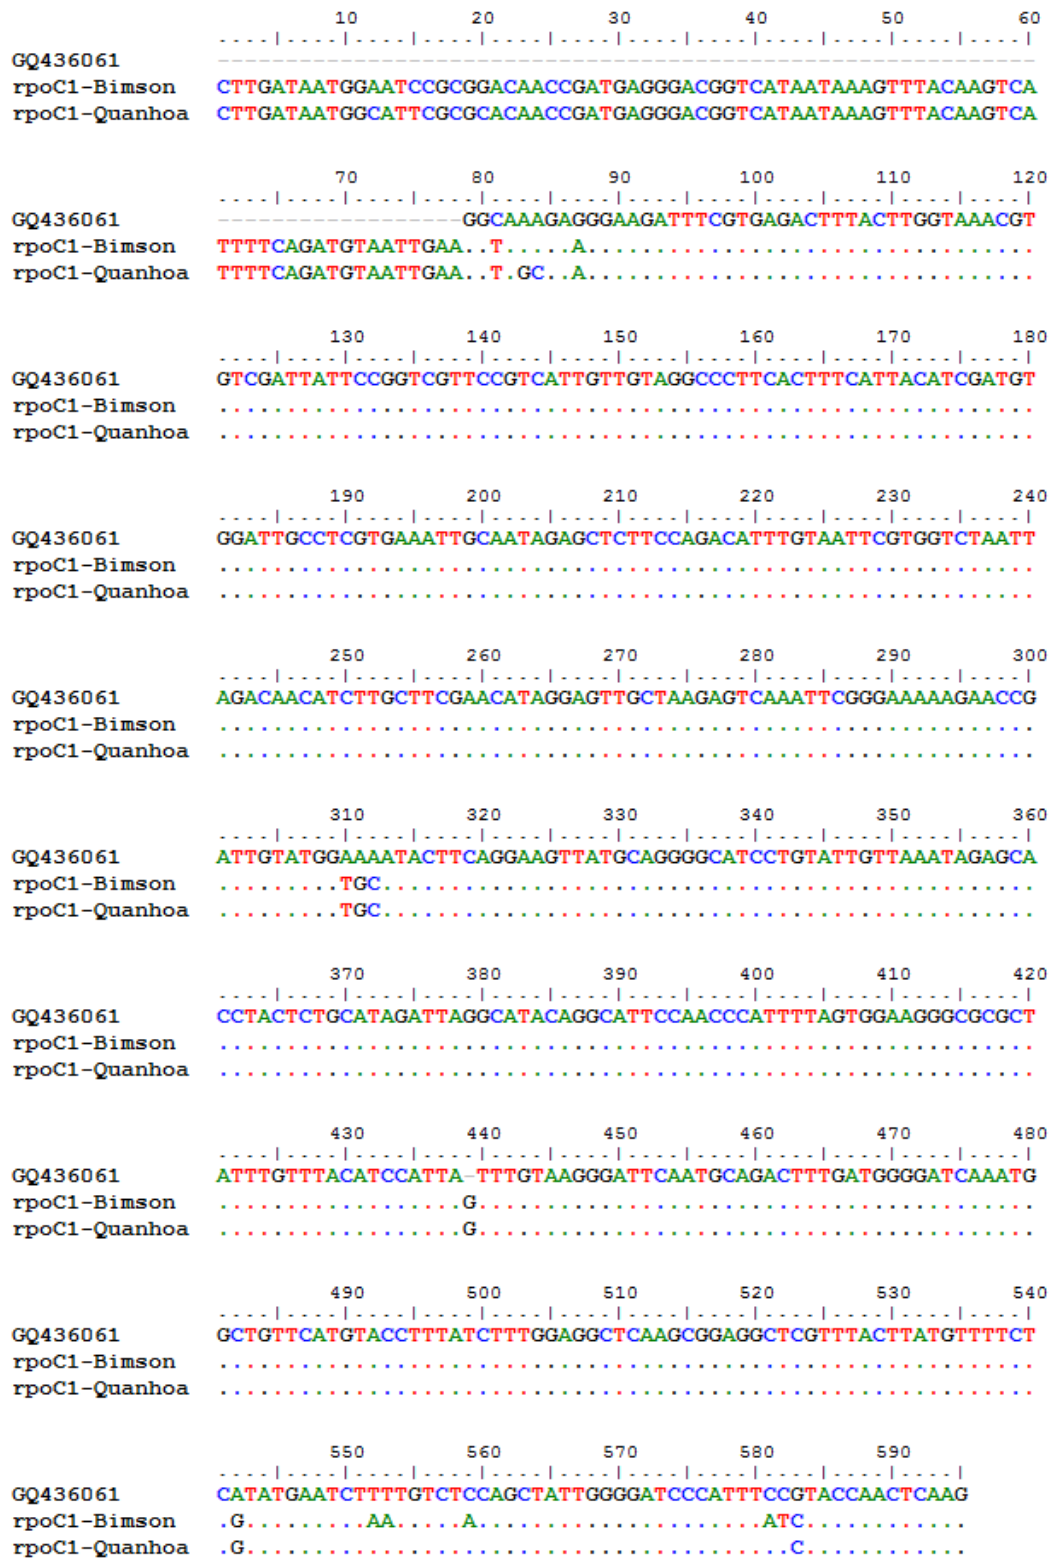 10 20 30 40 50 60
....|....|....|....|....|....|....|....|....|....|....|....|
GQ436061 ------------------------------------------------------------
rpoC1-Bimson CTTGATAATGGAATCCGCGGACAACCGATGAGGGACGGTCATAATAAAGTTTACAAGTCA
rpoC1-Quanhoa CTTGATAATGGCATTCGCGCACAACCGATGAGGGACGGTCATAATAAAGTTTACAAGTCA
70 80 90 100 110 120
....|....|....|....|....|....|....|....|....|....|....|....|
GQ436061 ------------------GGCAAAGAGGGAAGATTTCGTGAGACTTTACTTGGTAAACGT
rpoC1-Bimson TTTTCAGATGTAATTGAA..T.....A.................................
rpoC1-Quanhoa TTTTCAGATGTAATTGAA..T.GC..A.................................
130 140 150 160 170 180
....|....|....|....|....|....|....|....|....|....|....|....|
GQ436061 GTCGATTATTCCGGTCGTTCCGTCATTGTTGTAGGCCCTTCACTTTCATTACATCGATGT
rpoC1-Bimson ............................................................
rpoC1-Quanhoa ............................................................
190 200 210 220 230 240
....|....|....|....|....|....|....|....|....|....|....|....|
GQ436061 GGATTGCCTCGTGAAATTGCAATAGAGCTCTTCCAGACATTTGTAATTCGTGGTCTAATT
rpoC1-Bimson ............................................................
rpoC1-Quanhoa ............................................................
250 260 270 280 290 300
....|....|....|....|....|....|....|....|....|....|....|....|
GQ436061 AGACAACATCTTGCTTCGAACATAGGAGTTGCTAAGAGTCAAATTCGGGAAAAAGAACCG
rpoC1-Bimson ............................................................
rpoC1-Quanhoa ............................................................
310 320 330 340 350 360
....|....|....|....|....|....|....|....|....|....|....|....|
GQ436061 ATTGTATGGAAAATACTTCAGGAAGTTATGCAGGGGCATCCTGTATTGTTAAATAGAGCA
rpoC1-Bimson .........TGC................................................
rpoC1-Quanhoa .........TGC................................................
370 380 390 400 410 420
....|....|....|....|....|....|....|....|....|....|....|....|
GQ436061 CCTACTCTGCATAGATTAGGCATACAGGCATTCCAACCCATTTTAGTGGAAGGGCGCGCT
rpoC1-Bimson ............................................................
rpoC1-Quanhoa ............................................................
430 440 450 460 470 480
....|....|....|....|....|....|....|....|....|....|....|....|
GQ436061 ATTTGTTTACATCCATTA-TTTGTAAGGGATTCAATGCAGACTTTGATGGGGATCAAATG
rpoC1-Bimson ..................G.........................................
rpoC1-Quanhoa ..................G.........................................
490 500 510 520 530 540
....|....|....|....|....|....|....|....|....|....|....|....|
GQ436061 GCTGTTCATGTACCTTTATCTTTGGAGGCTCAAGCGGAGGCTCGTTTACTTATGTTTTCT
rpoC1-Bimson ............................................................
rpoC1-Quanhoa ............................................................
550 560 570 580 590
....|....|....|....|....|....|....|....|....|....|....|
GQ436061 CATATGAATCTTTTGTCTCCAGCTATTGGGGATCCCATTTCCGTACCAACTCAAG
rpoC1-Bimson .G.........AA.....A.....................ATC............
rpoC1-Quanhoa .G........................................C............